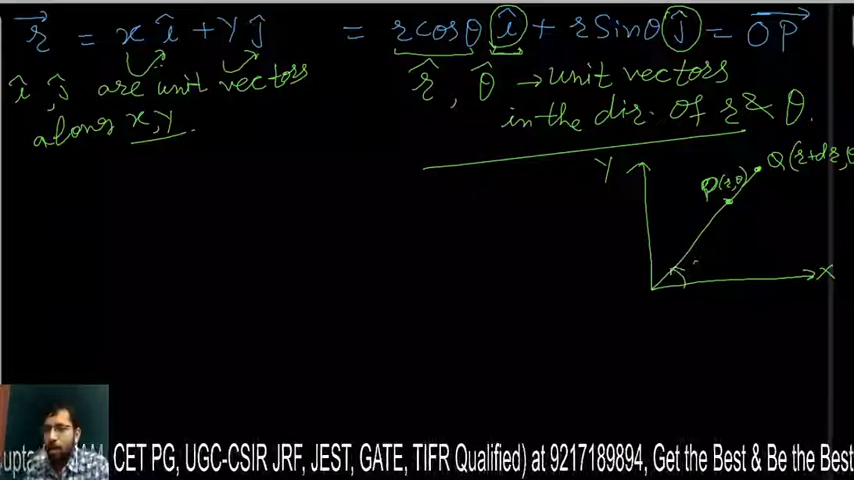 r⃗ = x î + Y ĵ = r cosθ î + r Sinθ ĵ = OP⃗
î, ĵ are unit vectors
along x, y.
r̂, θ̂ → unit vectors
in the dir. of r & θ.
Y
P(r,θ)
Q(r+dr, θ
X
CET PG, UGC-CSIR JRF, JEST, GATE, TIFR Qualified) at 9217189894, Get the Best & Be the Best